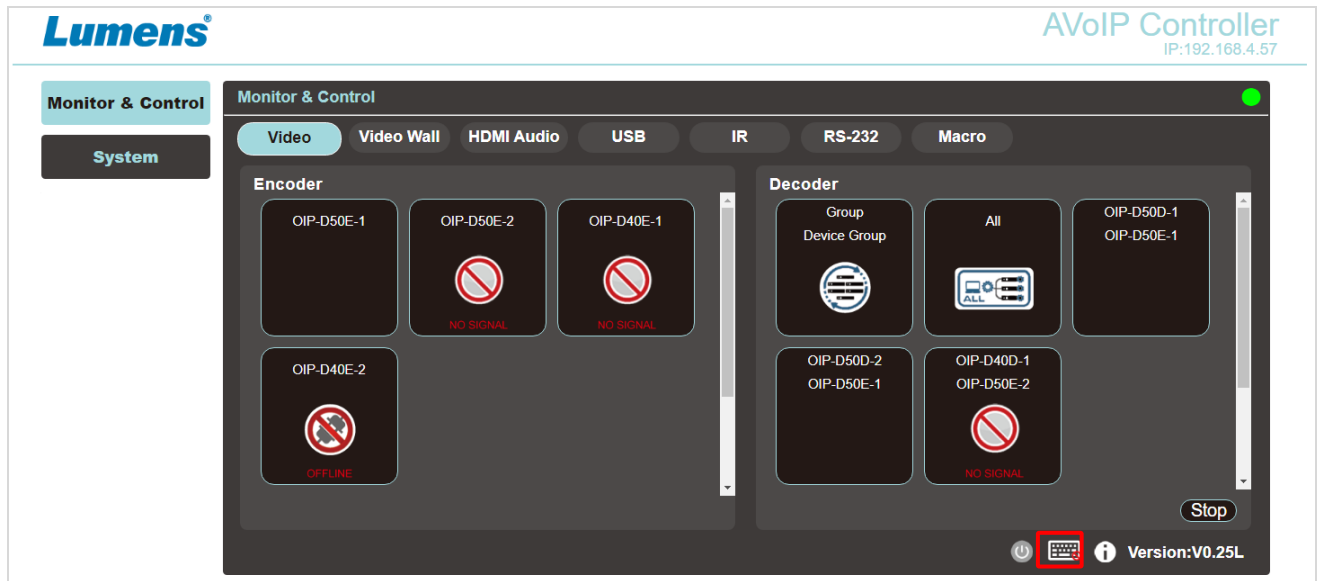 Lumens®
AVoIP Controller
IP:192.168.4.57
Monitor & Control
System
Monitor & Control
Video
Video Wall
HDMI Audio
USB
IR
RS-232
Macro
Encoder
OIP-D50E-1
OIP-D50E-2
NO SIGNAL
OIP-D40E-1
NO SIGNAL
OIP-D40E-2
OFFLINE
Decoder
Group
Device Group
All
ALL
OIP-D50D-1
OIP-D50E-1
OIP-D50D-2
OIP-D50E-1
OIP-D40D-1
OIP-D50E-2
NO SIGNAL
Stop
Version:V0.25L